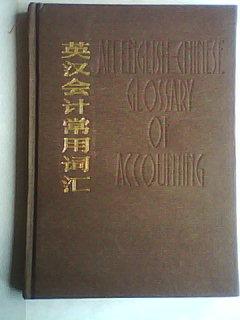 英汉会计常用词汇
AN ENGLISH-CHINESE
GLOSSARY
OF
ACCOUNTING